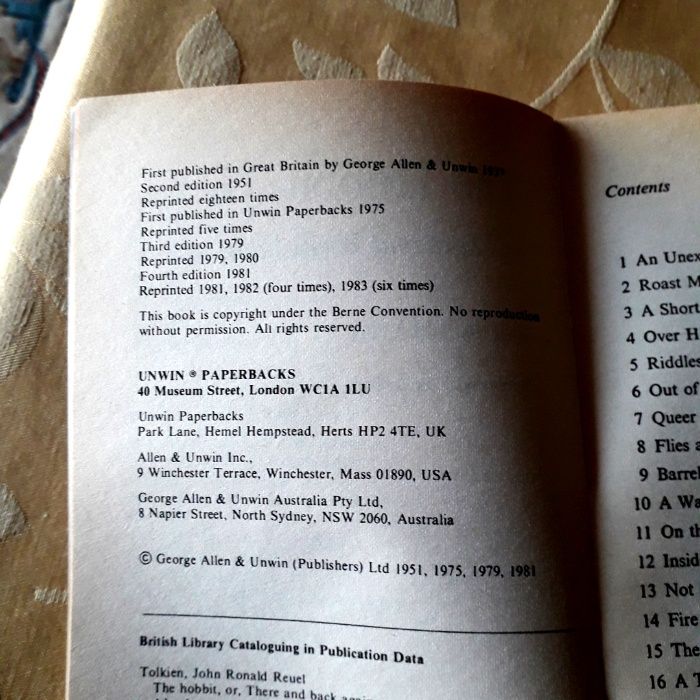 First published in Great Britain by George Allen & Unwin
Second edition 1951
Reprinted eighteen times
First published in Unwin Paperbacks 1975
Reprinted five times
Third edition 1979
Reprinted 1979, 1980
Fourth edition 1981
Reprinted 1981, 1982 (four times), 1983 (six times)
This book is copyright under the Berne Convention. No reproduction
without permission. All rights reserved.
UNWIN ® PAPERBACKS
40 Museum Street, London WC1A 1LU
Unwin Paperbacks
Park Lane, Hemel Hempstead, Herts HP2 4TE, UK
Allen & Unwin Inc.,
9 Winchester Terrace, Winchester, Mass 01890, USA
George Allen & Unwin Australia Pty Ltd,
8 Napier Street, North Sydney, NSW 2060, Australia
© George Allen & Unwin (Publishers) Ltd 1951, 1975, 1979, 1981
British Library Cataloguing in Publication Data
Tolkien, John Ronald Reuel
The hobbit, or, There and back
Contents
1 An Unex
2 Roast M
3 A Short
4 Over H
5 Riddles
6 Out of
7 Queer
8 Flies a
9 Barrel
10 A Wa
11 On th
12 Insid
13 Not
14 Fire
15 The
16 A T